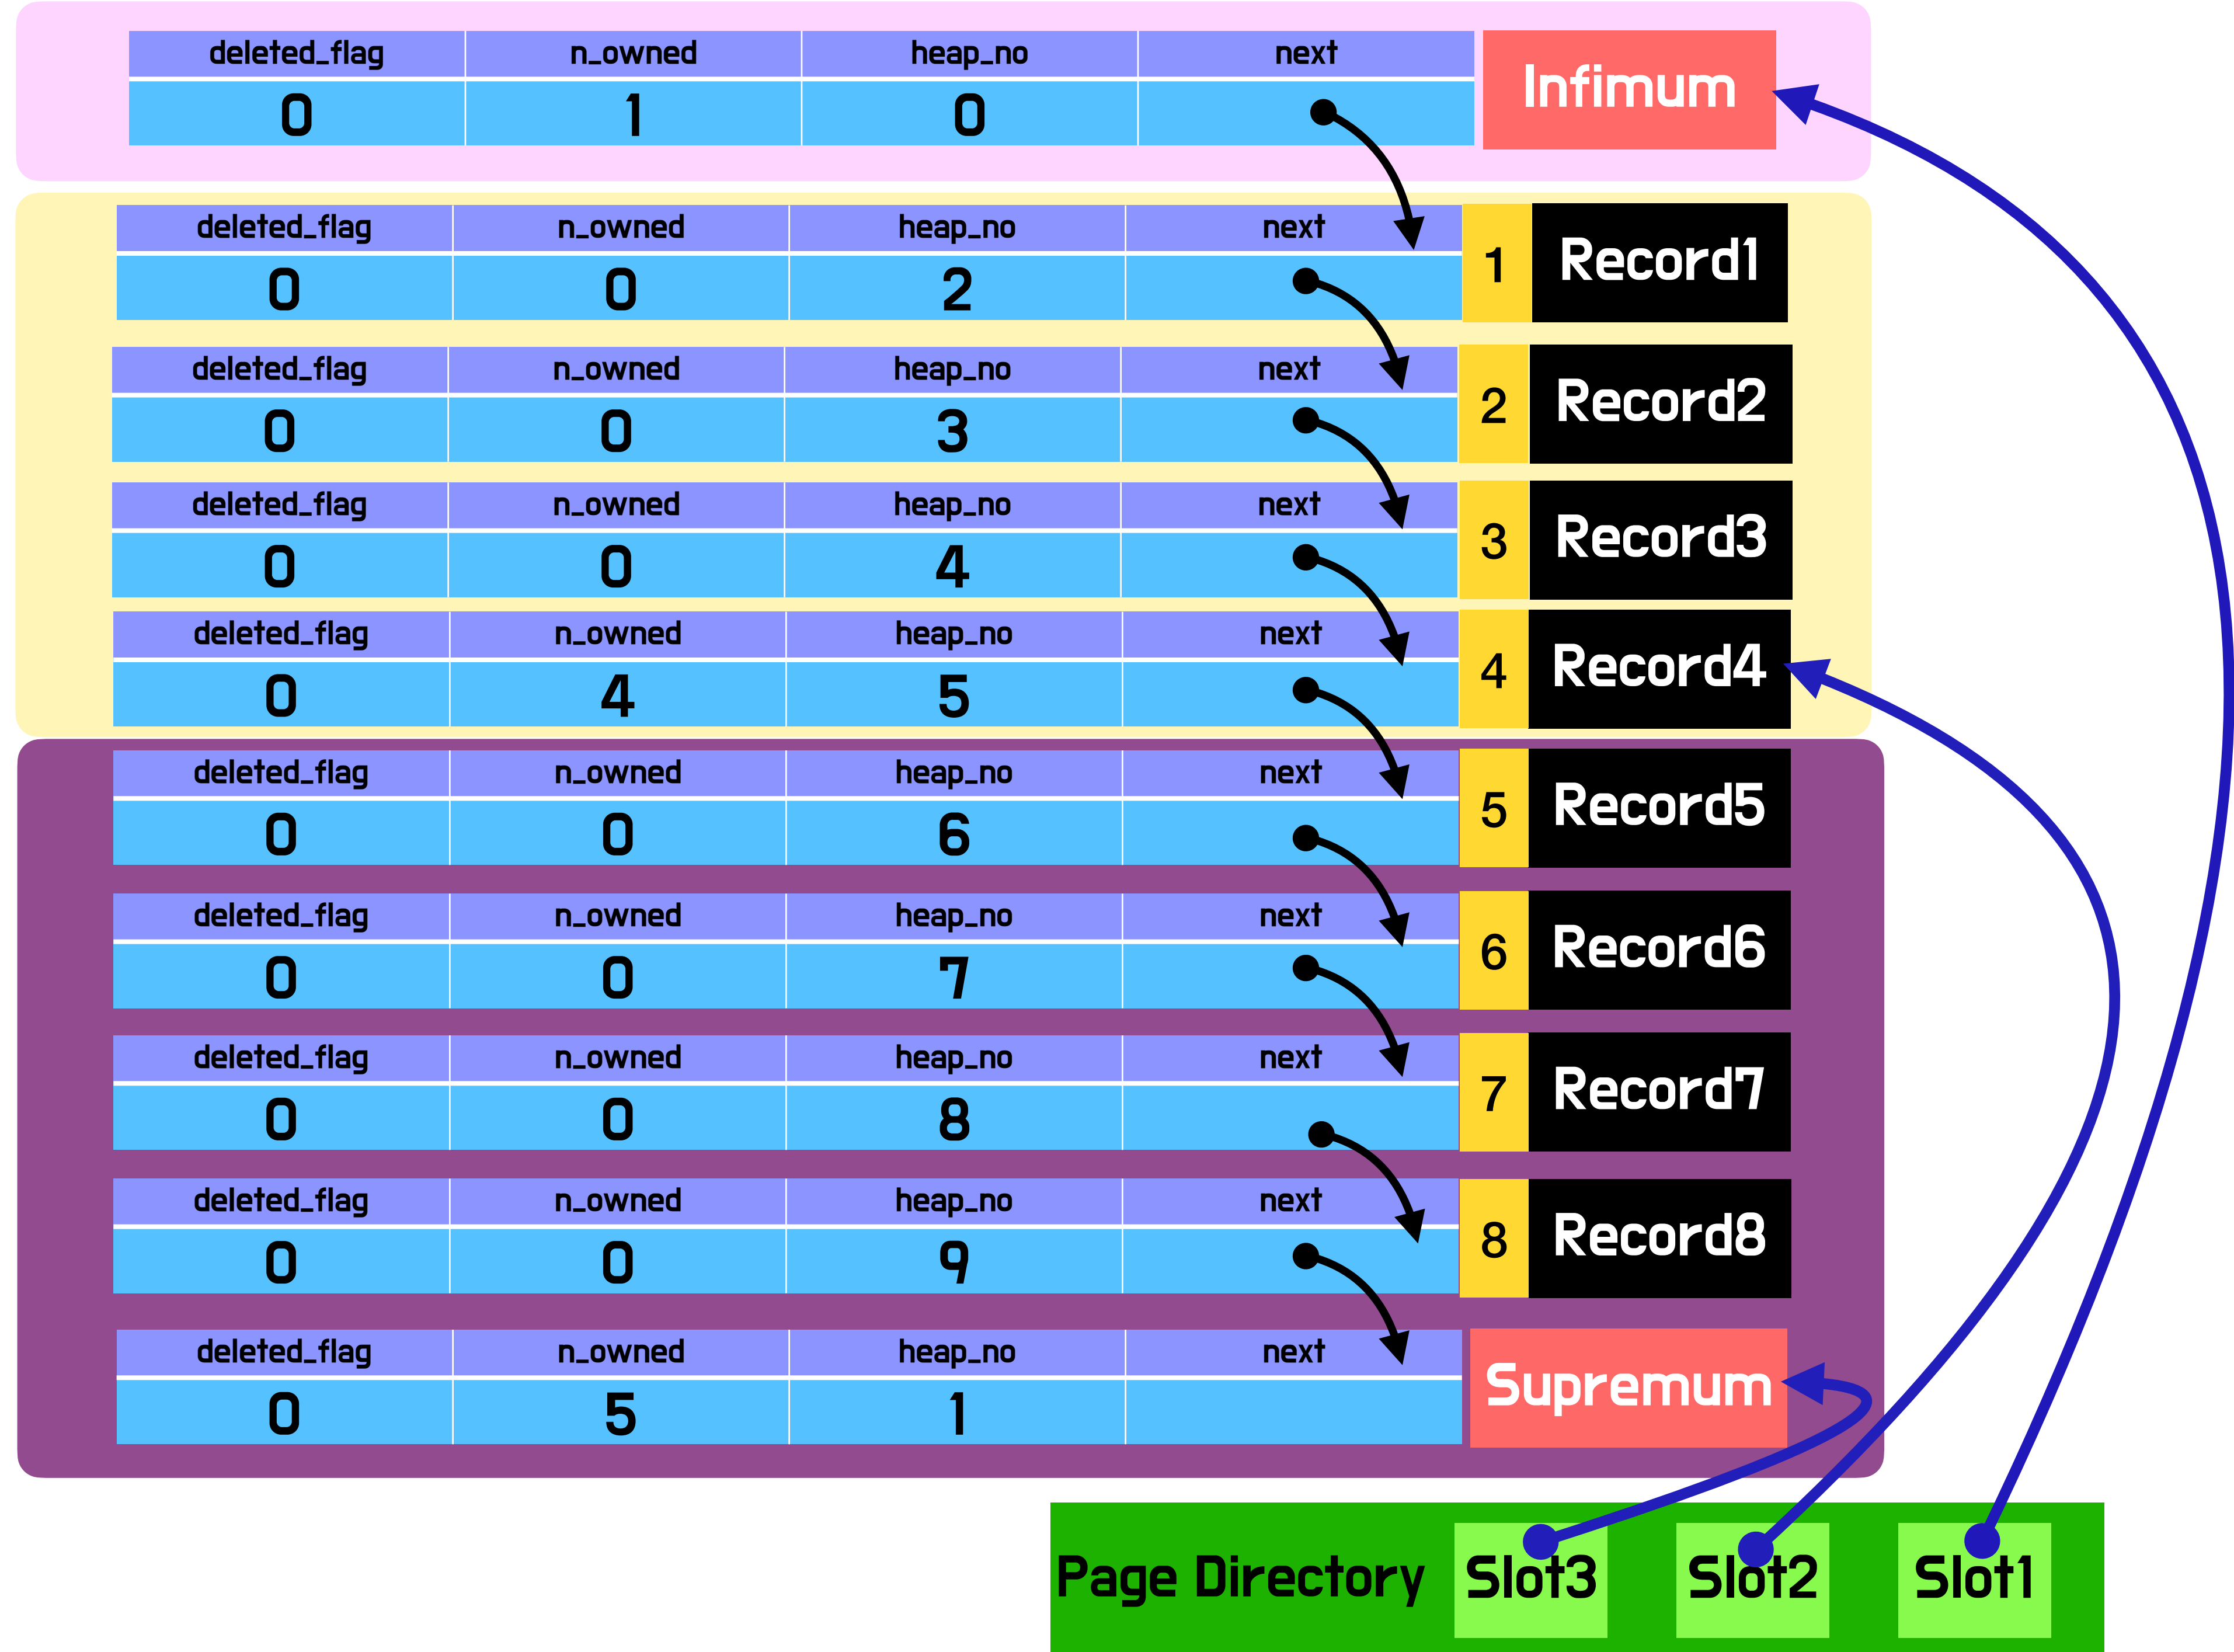 deleted_flag n_owned heap_no next Infimum
0 1 0
deleted_flag n_owned heap_no next 1 Record1
0 0 2
deleted_flag n_owned heap_no next 2 Record2
0 0 3
deleted_flag n_owned heap_no next 3 Record3
0 0 4
deleted_flag n_owned heap_no next 4 Record4
0 4 5
deleted_flag n_owned heap_no next 5 Record5
0 0 6
deleted_flag n_owned heap_no next 6 Record6
0 0 7
deleted_flag n_owned heap_no next 7 Record7
0 0 8
deleted_flag n_owned heap_no next 8 Record8
0 0 9
deleted_flag n_owned heap_no next Supremum
0 5 1
Page Directory Slot3 Slot2 Slot1